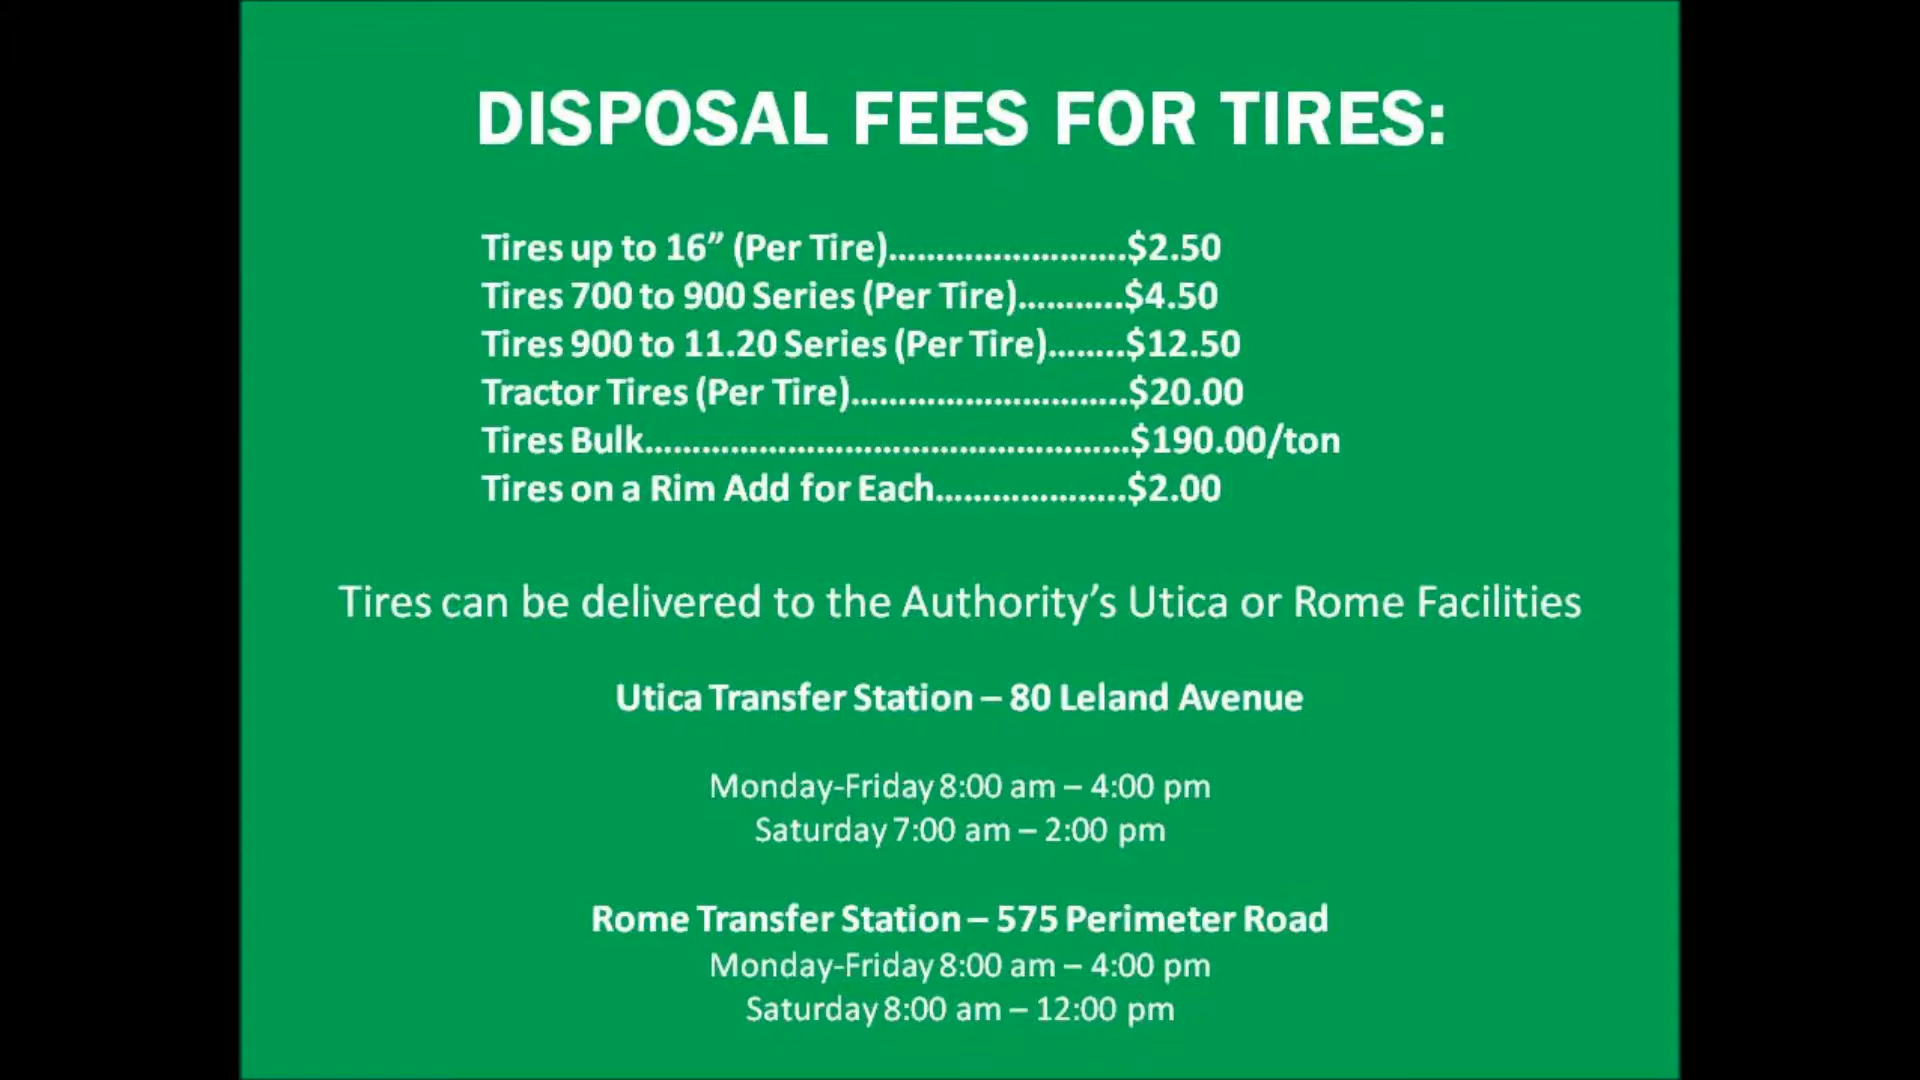 DISPOSAL FEES FOR TIRES:
Tires up to 16” (Per Tire).........................$2.50
Tires 700 to 900 Series (Per Tire)...........$4.50
Tires 900 to 11.20 Series (Per Tire)........$12.50
Tractor Tires (Per Tire).............................$20.00
Tires Bulk...................................................$190.00/ton
Tires on a Rim Add for Each....................$2.00
Tires can be delivered to the Authority’s Utica or Rome Facilities
Utica Transfer Station – 80 Leland Avenue
Monday-Friday 8:00 am – 4:00 pm
Saturday 7:00 am – 2:00 pm
Rome Transfer Station – 575 Perimeter Road
Monday-Friday 8:00 am – 4:00 pm
Saturday 8:00 am – 12:00 pm